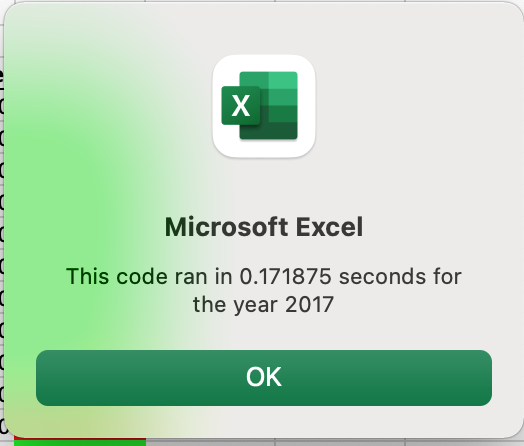 X
Microsoft Excel
This code ran in 0.171875 seconds for
the year 2017
OK